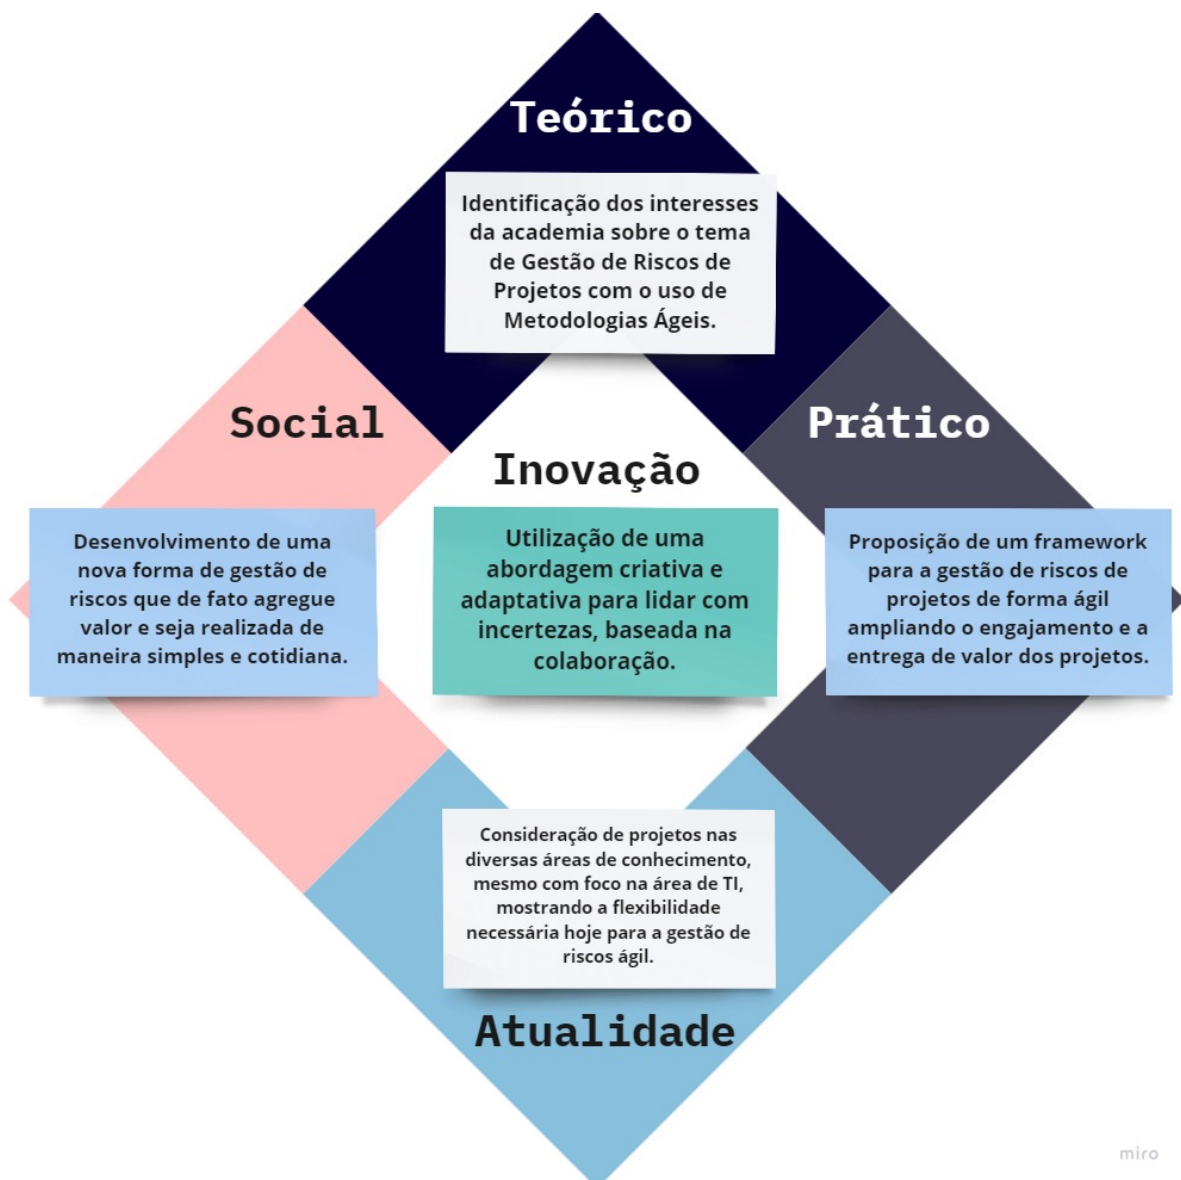 Teórico
Identificação dos interesses
da academia sobre o tema
de Gestão de Riscos de
Projetos com o uso de
Metodologias Ágeis.
Social
Prático
Inovação
Desenvolvimento de uma
nova forma de gestão de
riscos que de fato agregue
valor e seja realizada de
maneira simples e cotidiana.
Utilização de uma
abordagem criativa e
adaptativa para lidar com
incertezas, baseada na
colaboração.
Proposição de um framework
para a gestão de riscos de
projetos de forma ágil
ampliando o engajamento e a
entrega de valor dos projetos.
Consideração de projetos nas
diversas áreas de conhecimento,
mesmo com foco na área de TI,
mostrando a flexibilidade
necessária hoje para a gestão de
riscos ágil.
Atualidade
miro